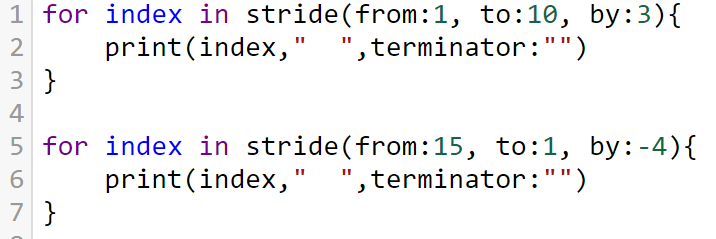 1 for index in stride(from:1, to:10, by:3){
2     print(index,"  ",terminator:"")
3 }
4
5 for index in stride(from:15, to:1, by:-4){
6     print(index,"  ",terminator:"")
7 }